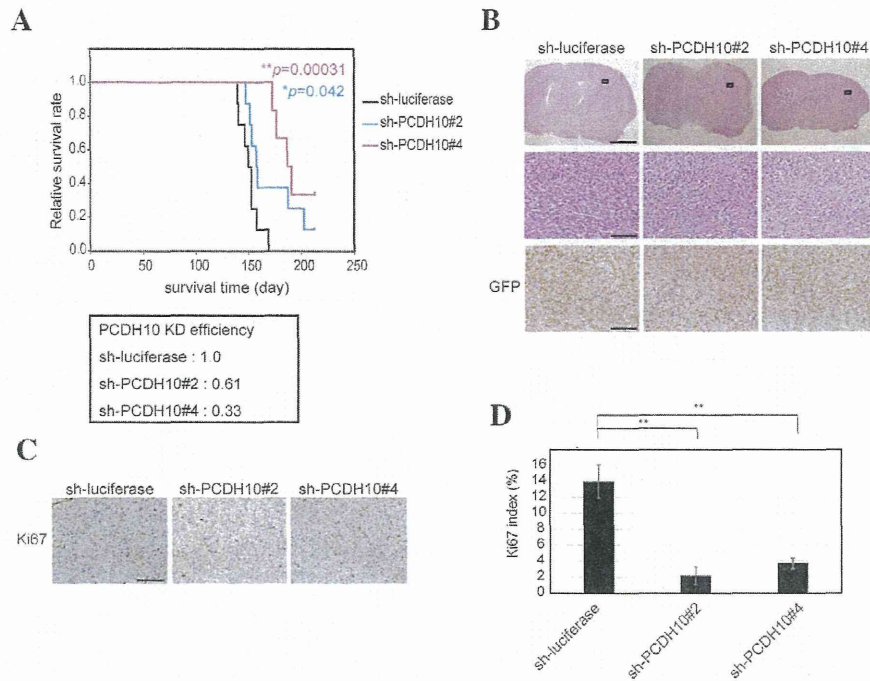 A
**p=0.00031
*p=0.042
1.0
0.8
0.6
0.4
0.2
0.0
Relative survival rate
0 50 100 150 200 250
survival time (day)
sh-luciferase
sh-PCDH10#2
sh-PCDH10#4
PCDH10 KD efficiency
sh-luciferase : 1.0
sh-PCDH10#2 : 0.61
sh-PCDH10#4 : 0.33
B
sh-luciferase sh-PCDH10#2 sh-PCDH10#4
GFP
C
sh-luciferase sh-PCDH10#2 sh-PCDH10#4
Ki67
D
**
**
16
14
12
10
8
6
4
2
0
Ki67 index (%)
sh-luciferase
sh-PCDH10#2
sh-PCDH10#4